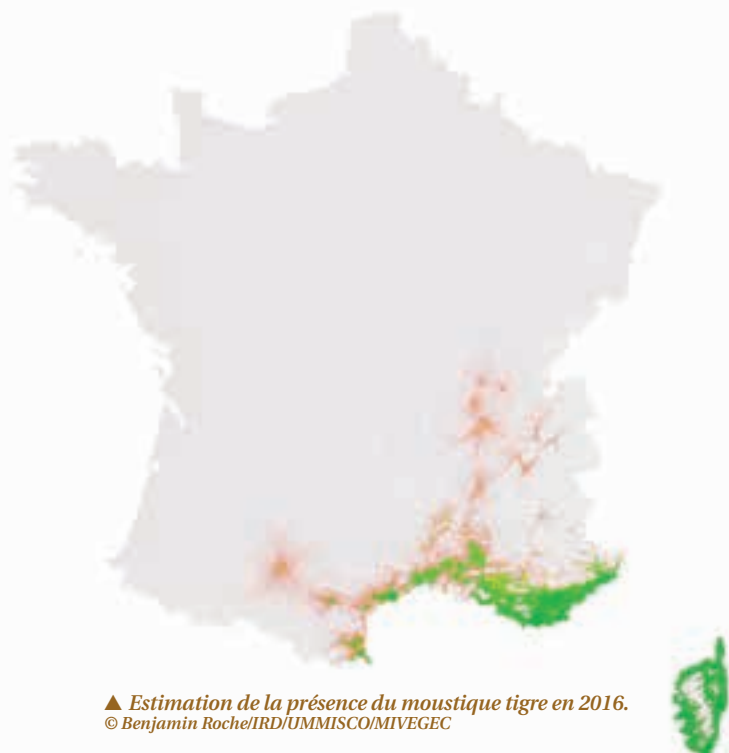 ▲ Estimation de la présence du moustique tigre en 2016.
© Benjamin Roche/IRD/UMMISCO/MIVEGEC